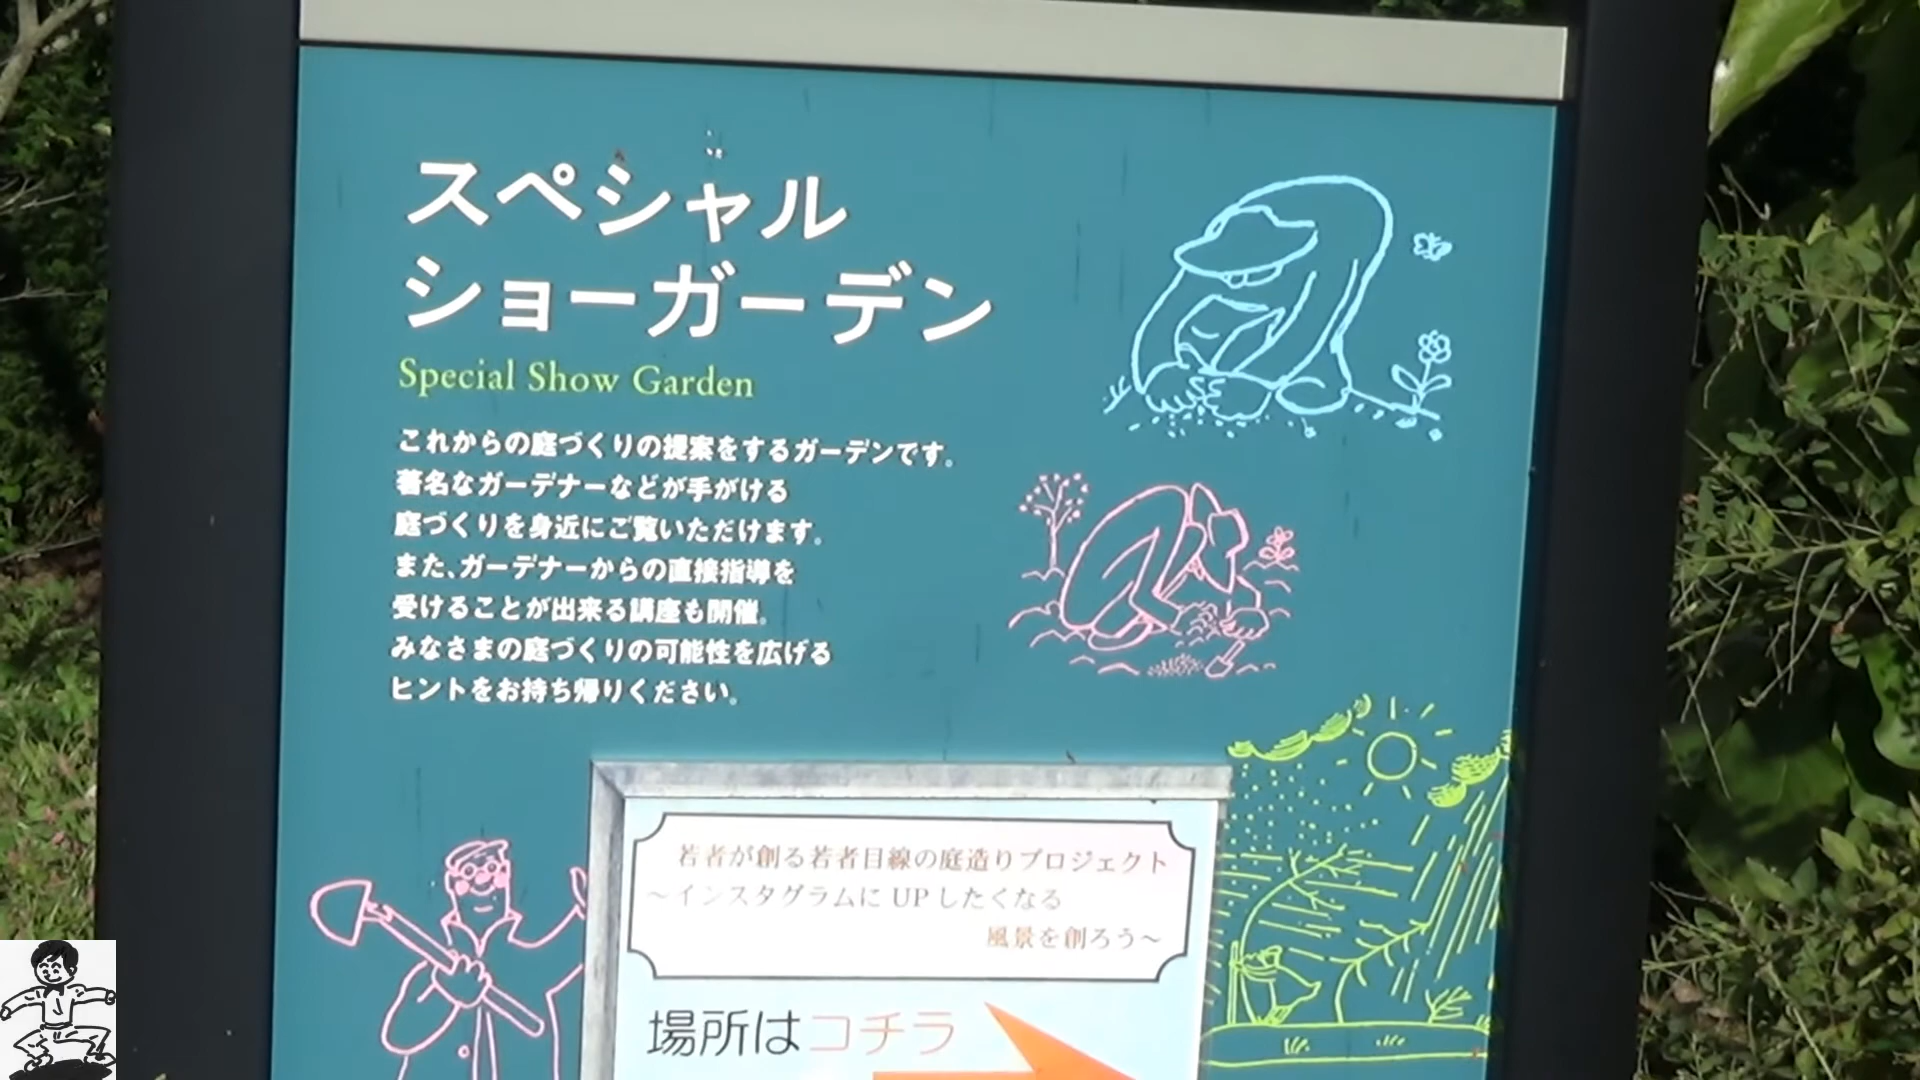 スペシャル
ショーガーデン
Special Show Garden
これからの庭づくりの提案をするガーデンです。
著名なガーデナーなどが手がける
庭づくりを身近にご覧いただけます。
また、ガーデナーからの直接指導を
受けることが出来る講座も開催。
みなさまの庭づくりの可能性を広げる
ヒントをお持ち帰りください。
若者が創る若者目線の庭造りプロジェクト
～インスタグラムに UP したくなる
風景を創ろう～
場所はコチラ